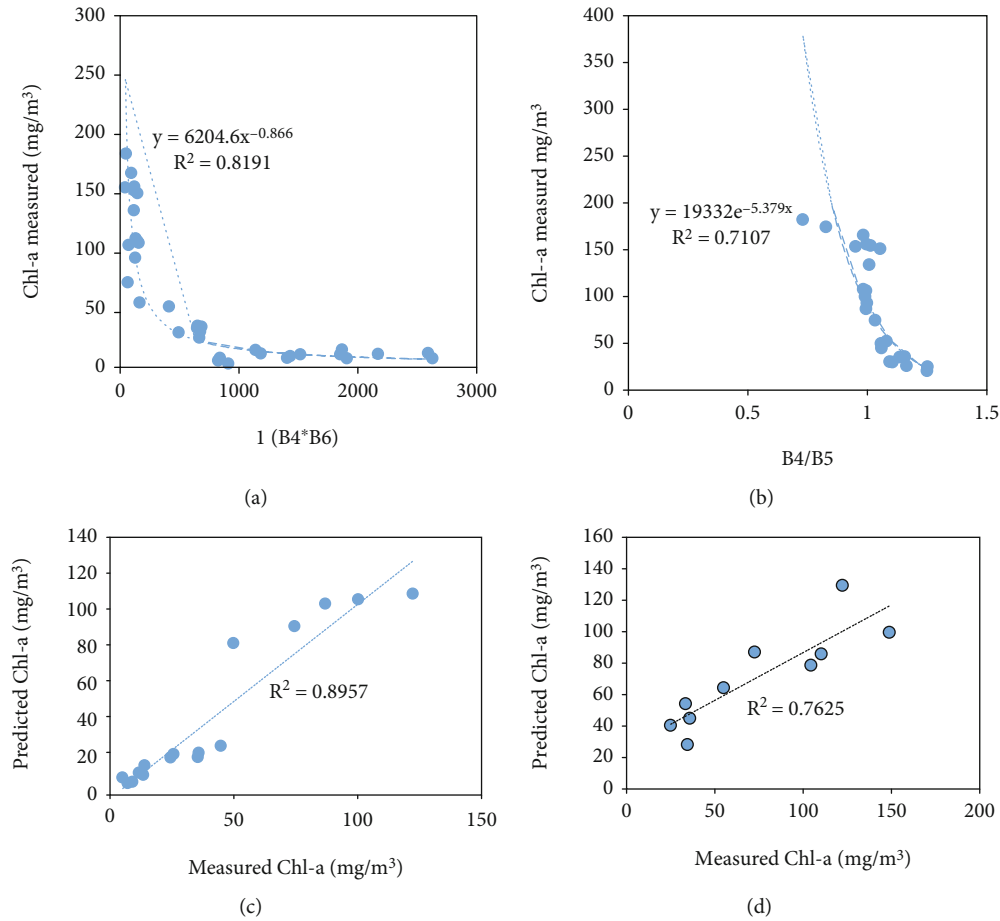 300
250
200
150
100
50
0
Chl-a measured (mg/m³)
y = 6204.6x⁻⁰·⁸⁶⁶
R² = 0.8191
0 1000 2000 3000
1 (B4*B6)
(a)
400
350
300
250
200
150
100
50
0
Chl--a measurd mg/m³
y = 19332e⁻⁵·³⁷⁹ˣ
R² = 0.7107
0 0.5 1 1.5
B4/B5
(b)
140
120
100
80
60
40
20
0
Predicted Chl-a (mg/m³)
R² = 0.8957
0 50 100 150
Measured Chl-a (mg/m³)
(c)
160
140
120
100
80
60
40
20
0
Predicted Chl-a (mg/m³)
R² = 0.7625
0 50 100 150 200
Measured Chl-a (mg/m³)
(d)